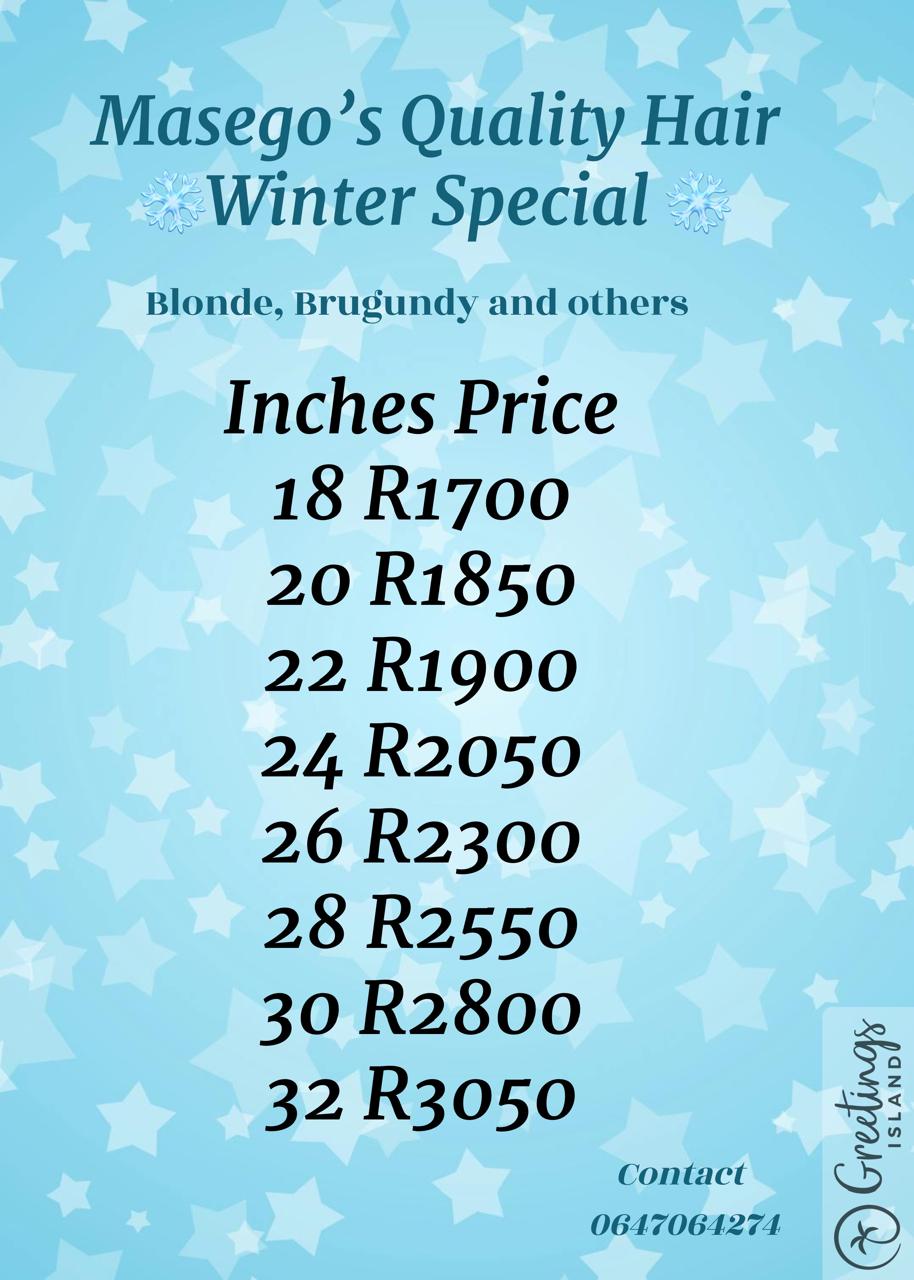 Masego’s Quality Hair
❄️Winter Special ❄️
Blonde, Brugundy and others
Inches Price
18 R1700
20 R1850
22 R1900
24 R2050
26 R2300
28 R2550
30 R2800
32 R3050
Contact
0647064274
Greetings
ISLAND